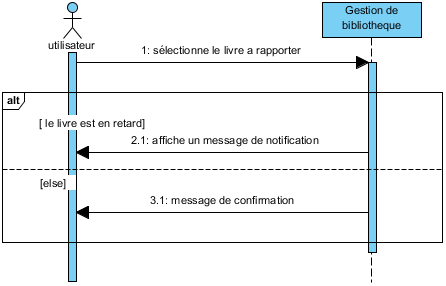 Gestion de
bibliotheque
utilisateur
1: sélectionne le livre a rapporter
alt
[ le livre est en retard]
2.1: affiche un message de notification
[else]
3.1: message de confirmation